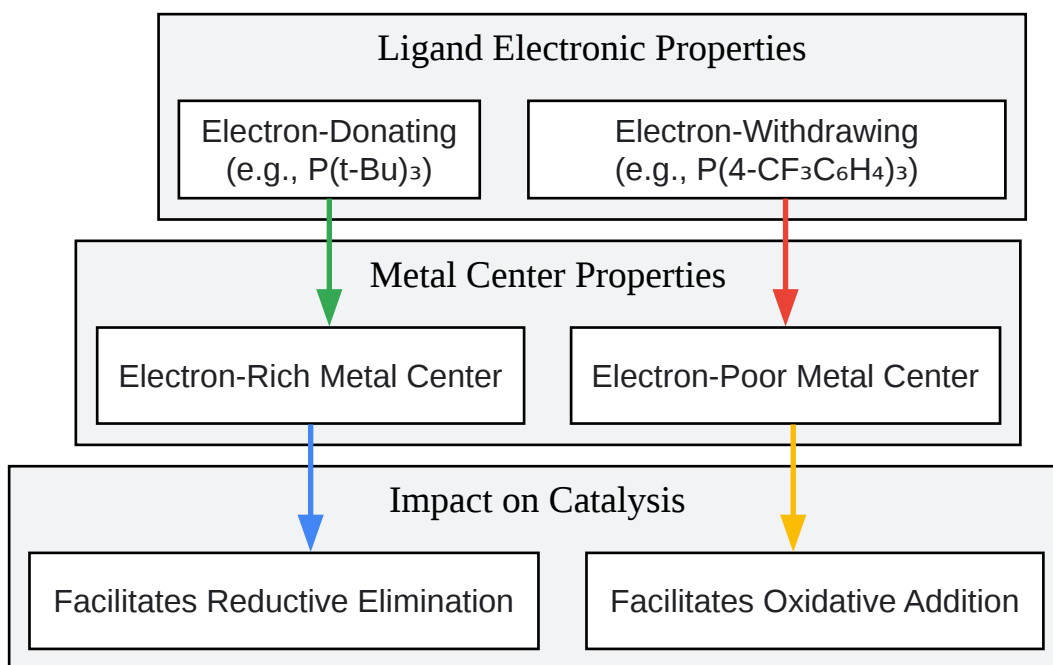 Ligand Electronic Properties
Electron-Donating
(e.g., P(t-Bu)₃)
Electron-Withdrawing
(e.g., P(4-CF₃C₆H₄)₃)
Metal Center Properties
Electron-Rich Metal Center
Electron-Poor Metal Center
Impact on Catalysis
Facilitates Reductive Elimination
Facilitates Oxidative Addition